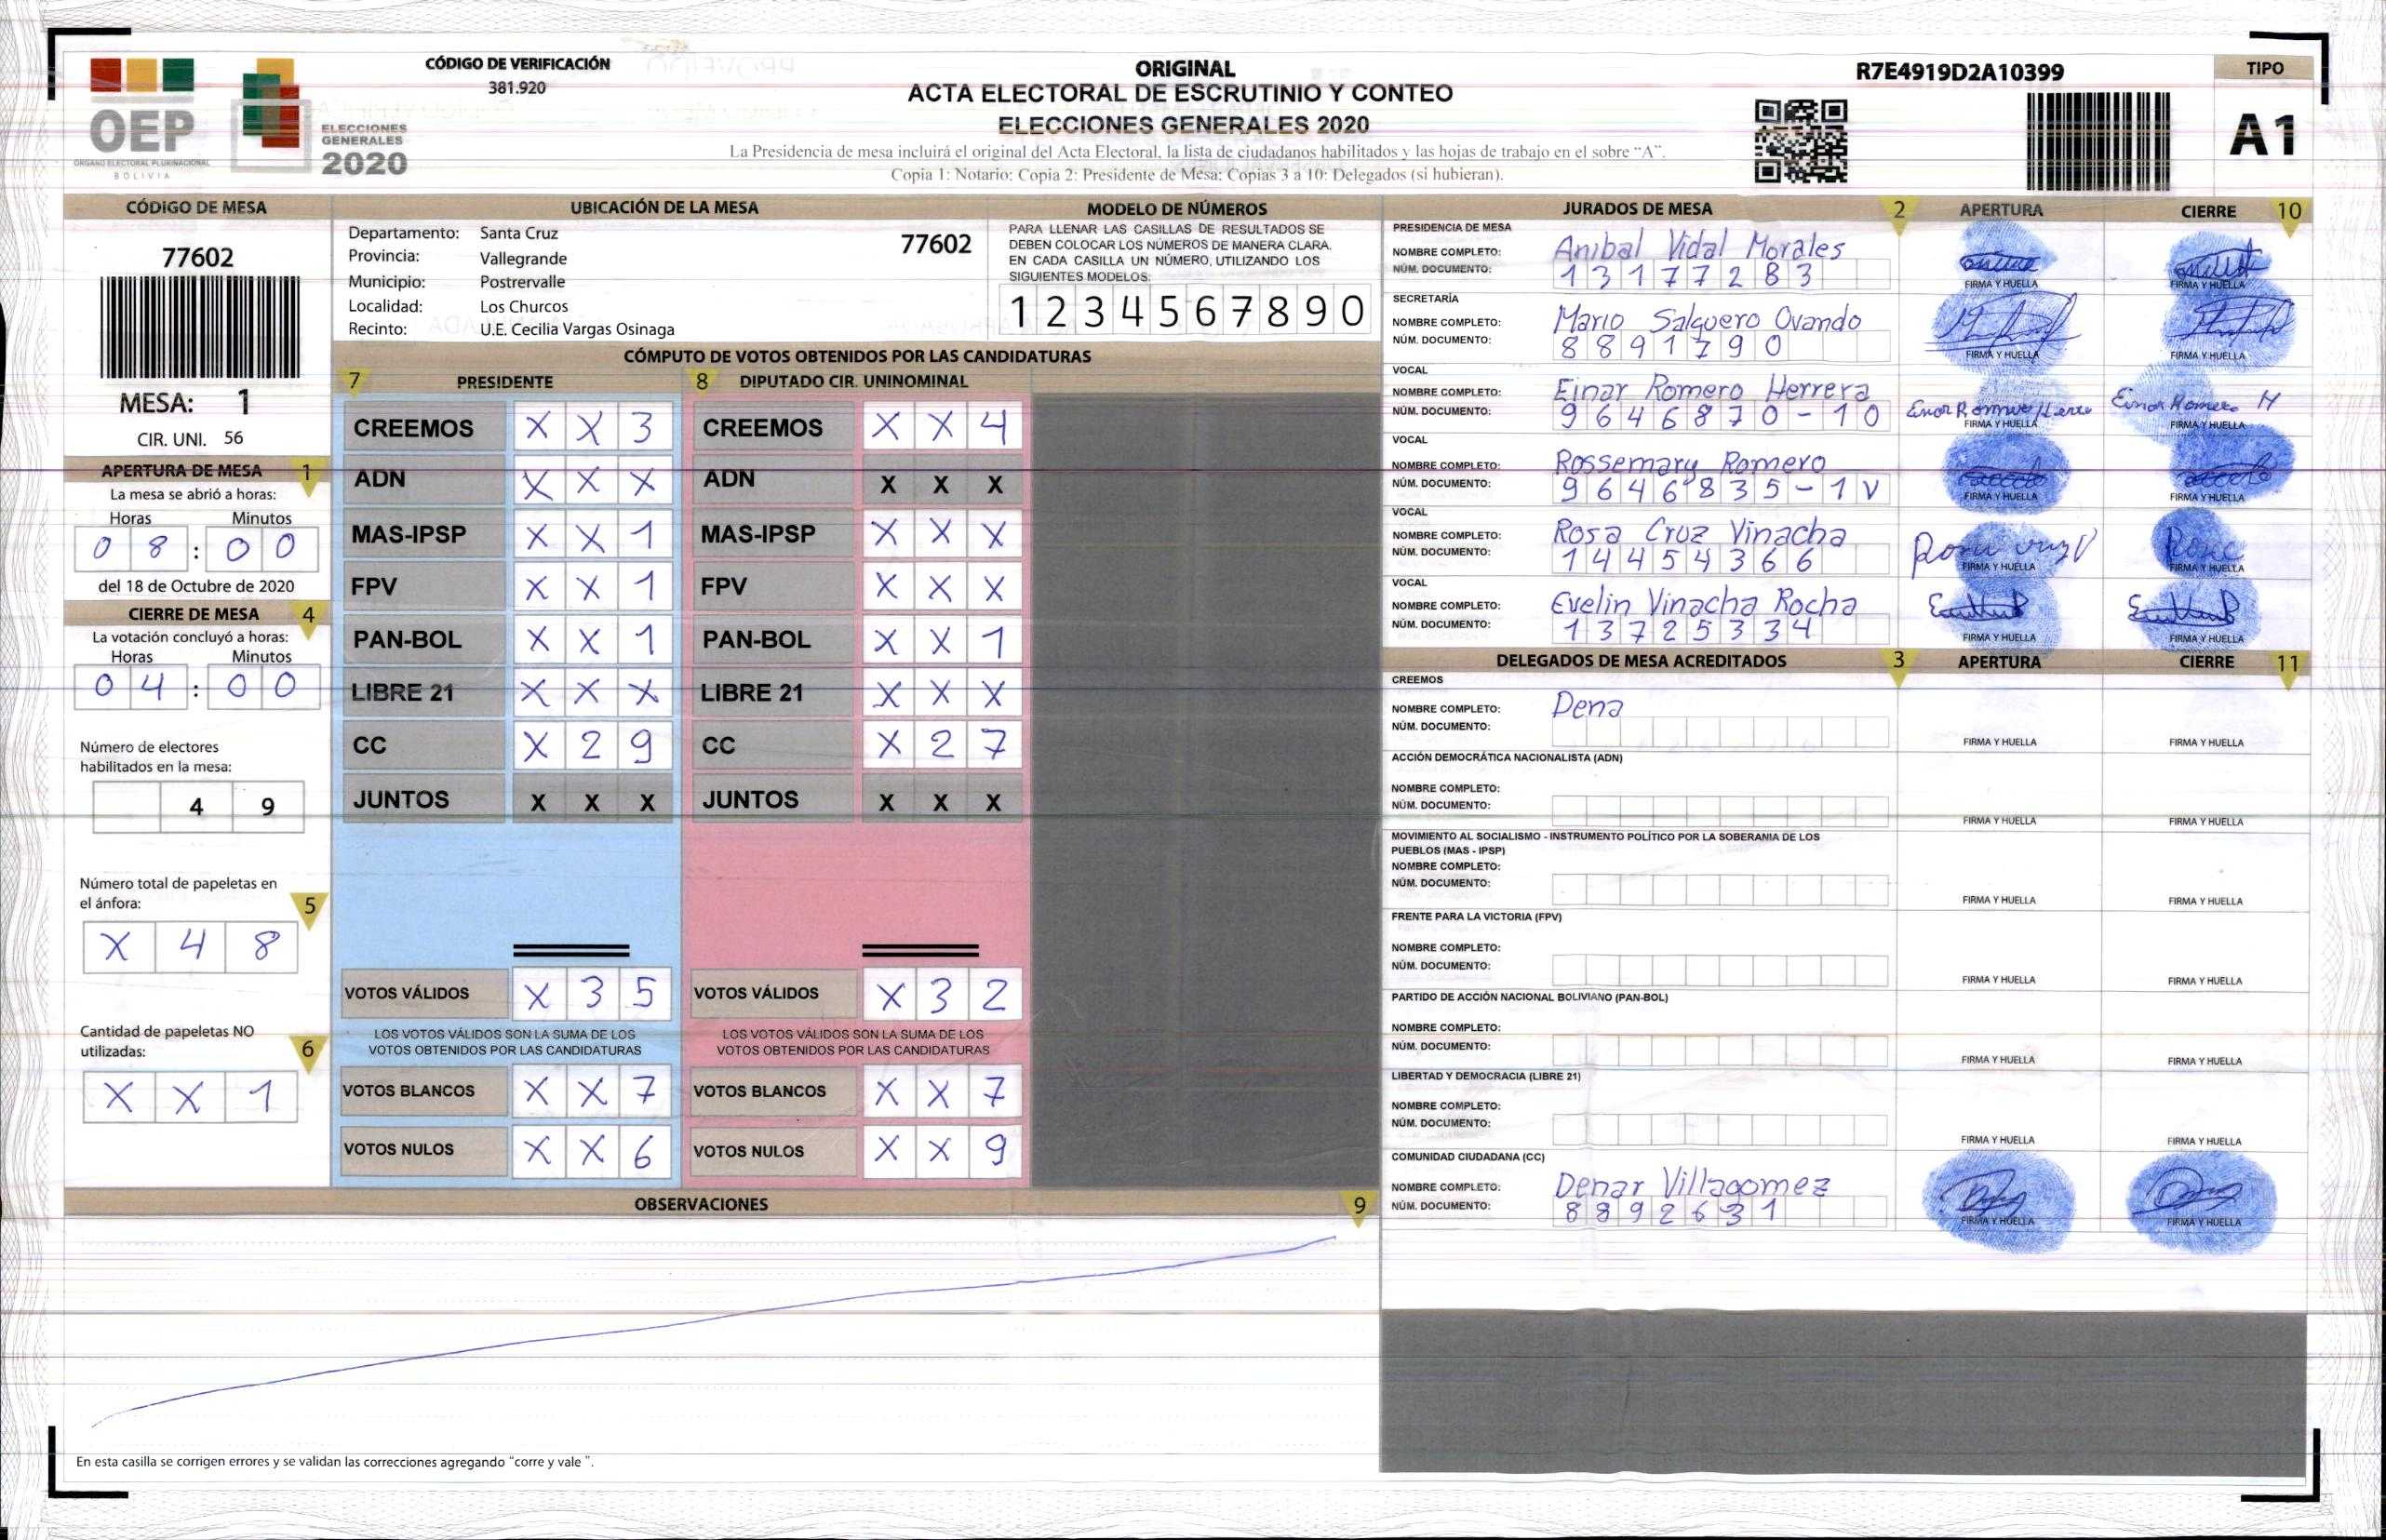 CÓDIGO DE VERIFICACIÓN
381.920
OEP
ORGANO ELECTORAL PLURINACIONAL
BOLIVIA
ELECCIONES
GENERALES
2020
ORIGINAL
ACTA ELECTORAL DE ESCRUTINIO Y CONTEO
ELECCIONES GENERALES 2020
La Presidencia de mesa incluirá el original del Acta Electoral, la lista de ciudadanos habilitados y las hojas de trabajo en el sobre “A”.
Copia 1: Notario: Copia 2: Presidente de Mesa: Copias 3 a 10: Delegados (si hubieran).
R7E4919D2A10399
TIPO
A1
CÓDIGO DE MESA
77602
MESA: 1
CIR. UNI. 56
APERTURA DE MESA 1
La mesa se abrió a horas:
Horas Minutos
0 8 : 0 0
del 18 de Octubre de 2020
CIERRE DE MESA 4
La votación concluyó a horas:
Horas Minutos
0 4 : 0 0
Número de electores
habilitados en la mesa:
4 9
Número total de papeletas en
el ánfora: 5
X 4 8
Cantidad de papeletas NO
utilizadas: 6
X X 1
UBICACIÓN DE LA MESA
Departamento: Santa Cruz
77602
Provincia: Vallegrande
Municipio: Postrervalle
Localidad: Los Churcos
Recinto: U.E. Cecilia Vargas Osinaga
MODELO DE NÚMEROS
PARA LLENAR LAS CASILLAS DE RESULTADOS SE
DEBEN COLOCAR LOS NÚMEROS DE MANERA CLARA.
EN CADA CASILLA UN NÚMERO, UTILIZANDO LOS
SIGUIENTES MODELOS:
1 2 3 4 5 6 7 8 9 0
CÓMPUTO DE VOTOS OBTENIDOS POR LAS CANDIDATURAS
7 PRESIDENTE 8 DIPUTADO CIR. UNINOMINAL
CREEMOS X X 3 CREEMOS X X 4
ADN X X X ADN X X X
MAS-IPSP X X 1 MAS-IPSP X X X
FPV X X 1 FPV X X X
PAN-BOL X X 1 PAN-BOL X X 1
LIBRE 21 X X X LIBRE 21 X X X
CC X 2 9 CC X 2 7
JUNTOS X X X JUNTOS X X X
VOTOS VÁLIDOS X 3 5 VOTOS VÁLIDOS X 3 2
LOS VOTOS VÁLIDOS SON LA SUMA DE LOS LOS VOTOS VÁLIDOS SON LA SUMA DE LOS
VOTOS OBTENIDOS POR LAS CANDIDATURAS VOTOS OBTENIDOS POR LAS CANDIDATURAS
VOTOS BLANCOS X X 7 VOTOS BLANCOS X X 7
VOTOS NULOS X X 6 VOTOS NULOS X X 9
OBSERVACIONES 9
En esta casilla se corrigen errores y se validan las correcciones agregando “corre y vale ”.
JURADOS DE MESA 2 APERTURA CIERRE 10
PRESIDENCIA DE MESA
NOMBRE COMPLETO: Anibal Vidal Morales
NÚM. DOCUMENTO: 13177283
FIRMA Y HUELLA FIRMA Y HUELLA
SECRETARÍA
NOMBRE COMPLETO: Mario Salguero Ovando
NÚM. DOCUMENTO: 8891790
FIRMA Y HUELLA FIRMA Y HUELLA
VOCAL
NOMBRE COMPLETO: Einar Romero Herrera
NÚM. DOCUMENTO: 9646870-10
Einar Romero H
FIRMA Y HUELLA FIRMA Y HUELLA
VOCAL
NOMBRE COMPLETO: Rossemary Romero
NÚM. DOCUMENTO: 9646835-1V
FIRMA Y HUELLA FIRMA Y HUELLA
VOCAL
NOMBRE COMPLETO: Rosa Cruz Vinacha
NÚM. DOCUMENTO: 14454366
FIRMA Y HUELLA FIRMA Y HUELLA
VOCAL
NOMBRE COMPLETO: Evelin Vinacha Rocha
NÚM. DOCUMENTO: 13725334
FIRMA Y HUELLA FIRMA Y HUELLA
DELEGADOS DE MESA ACREDITADOS 3 APERTURA CIERRE 11
CREEMOS
NOMBRE COMPLETO: Dena
NÚM. DOCUMENTO:
FIRMA Y HUELLA FIRMA Y HUELLA
ACCIÓN DEMOCRÁTICA NACIONALISTA (ADN)
NOMBRE COMPLETO:
NÚM. DOCUMENTO:
FIRMA Y HUELLA FIRMA Y HUELLA
MOVIMIENTO AL SOCIALISMO - INSTRUMENTO POLÍTICO POR LA SOBERANIA DE LOS
PUEBLOS (MAS - IPSP)
NOMBRE COMPLETO:
NÚM. DOCUMENTO:
FIRMA Y HUELLA FIRMA Y HUELLA
FRENTE PARA LA VICTORIA (FPV)
NOMBRE COMPLETO:
NÚM. DOCUMENTO:
FIRMA Y HUELLA FIRMA Y HUELLA
PARTIDO DE ACCIÓN NACIONAL BOLIVIANO (PAN-BOL)
NOMBRE COMPLETO:
NÚM. DOCUMENTO:
FIRMA Y HUELLA FIRMA Y HUELLA
LIBERTAD Y DEMOCRACIA (LIBRE 21)
NOMBRE COMPLETO:
NÚM. DOCUMENTO:
FIRMA Y HUELLA FIRMA Y HUELLA
COMUNIDAD CIUDADANA (CC)
NOMBRE COMPLETO: Denar Villagomez
NÚM. DOCUMENTO: 8892631
FIRMA Y HUELLA FIRMA Y HUELLA